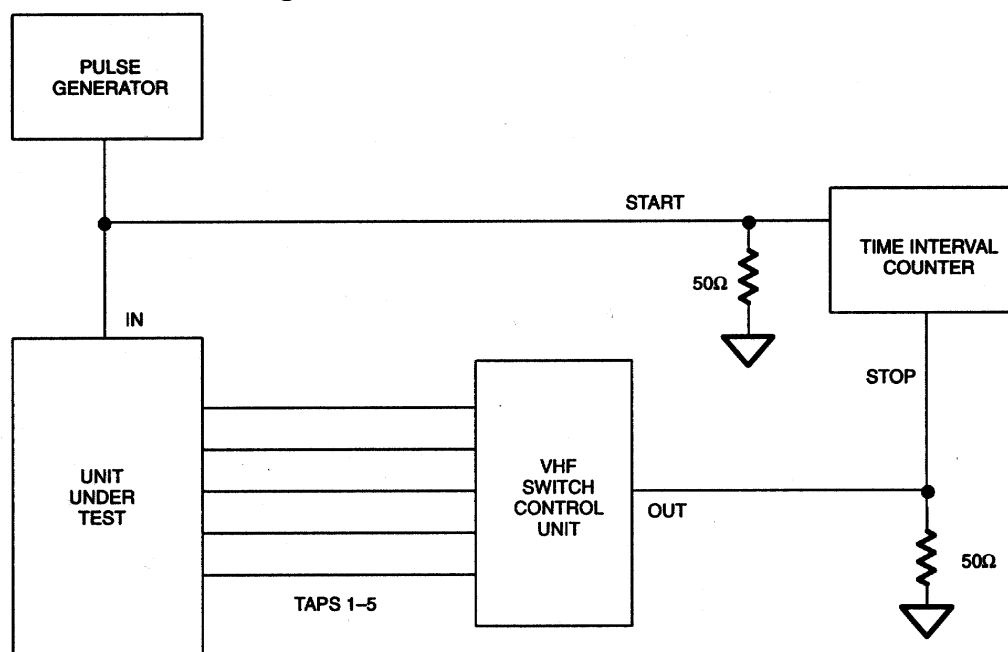 PULSE
GENERATOR
START
TIME INTERVAL
COUNTER
50Ω
IN
STOP
UNIT
UNDER
TEST
VHF
SWITCH
CONTROL
UNIT
OUT
50Ω
TAPS 1–5